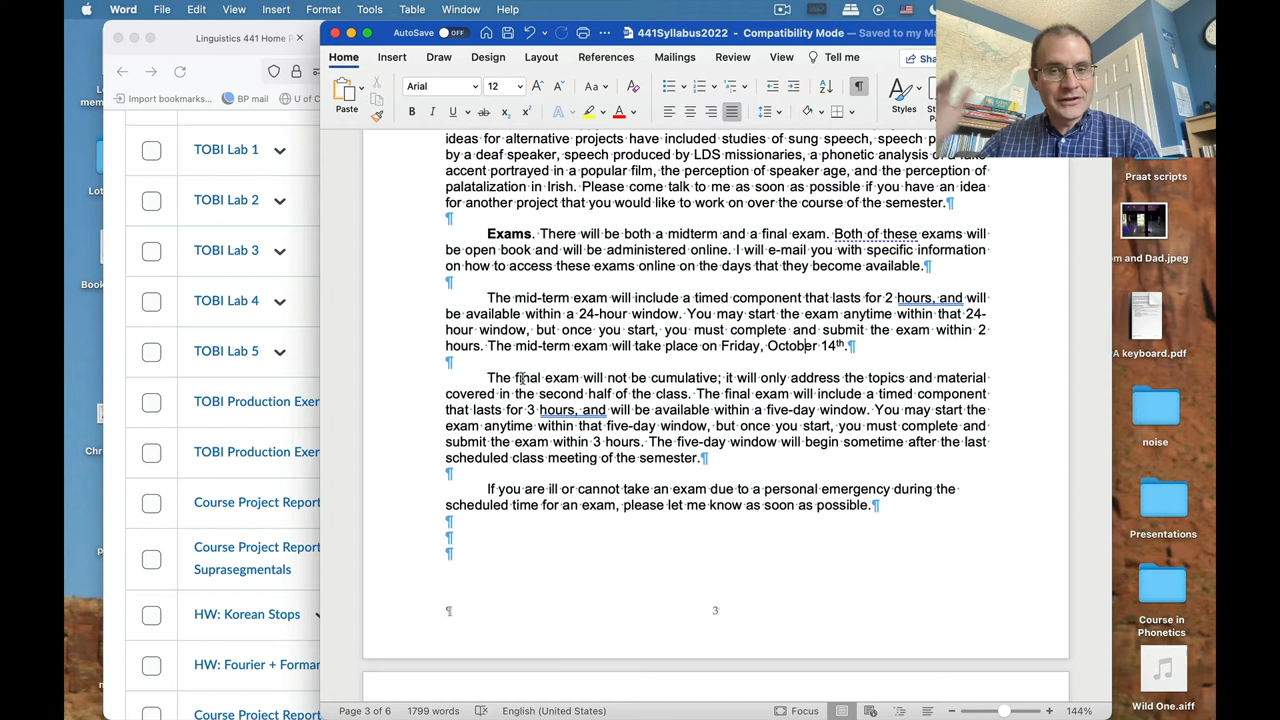 Word File Edit View Insert Format Tools Table Window Help
Linguistics 441 Home P
Import bookmarks... BP mail U of C
TOBI Lab 1
TOBI Lab 2
TOBI Lab 3
TOBI Lab 4
TOBI Lab 5
TOBI Production Exer
TOBI Production Exer
Course Project Report
Course Project Report
Suprasegmentals
HW: Korean Stops
HW: Fourier + Forman
Course Project Report
AutoSave OFF 441Syllabus2022 - Compatibility Mode — Saved to my Ma
Home Insert Draw Design Layout References Mailings Review View Tell me Sha
Paste Arial 12 Styles
ideas for alternative projects have included studies of sung speech, speech p
by a deaf speaker, speech produced by LDS missionaries, a phonetic analysis of a fake
accent portrayed in a popular film, the perception of speaker age, and the perception of
palatalization in Irish. Please come talk to me as soon as possible if you have an idea
for another project that you would like to work on over the course of the semester.¶
¶
Exams. There will be both a midterm and a final exam. Both of these exams will
be open book and will be administered online. I will e-mail you with specific information
on how to access these exams online on the days that they become available.¶
¶
The mid-term exam will include a timed component that lasts for 2 hours, and will
be available within a 24-hour window. You may start the exam anytime within that 24-
hour window, but once you start, you must complete and submit the exam within 2
hours. The mid-term exam will take place on Friday, October 14th.¶
¶
The final exam will not be cumulative; it will only address the topics and material
covered in the second half of the class. The final exam will include a timed component
that lasts for 3 hours, and will be available within a five-day window. You may start the
exam anytime within that five-day window, but once you start, you must complete and
submit the exam within 3 hours. The five-day window will begin sometime after the last
scheduled class meeting of the semester.¶
¶
If you are ill or cannot take an exam due to a personal emergency during the
scheduled time for an exam, please let me know as soon as possible.¶
¶
¶
¶
¶ 3
Page 3 of 6 1799 words English (United States) Focus 144%
Praat scripts
om and Dad.jpeg
A keyboard.pdf
noise
Presentations
Course in
Phonetics
Wild One.aiff